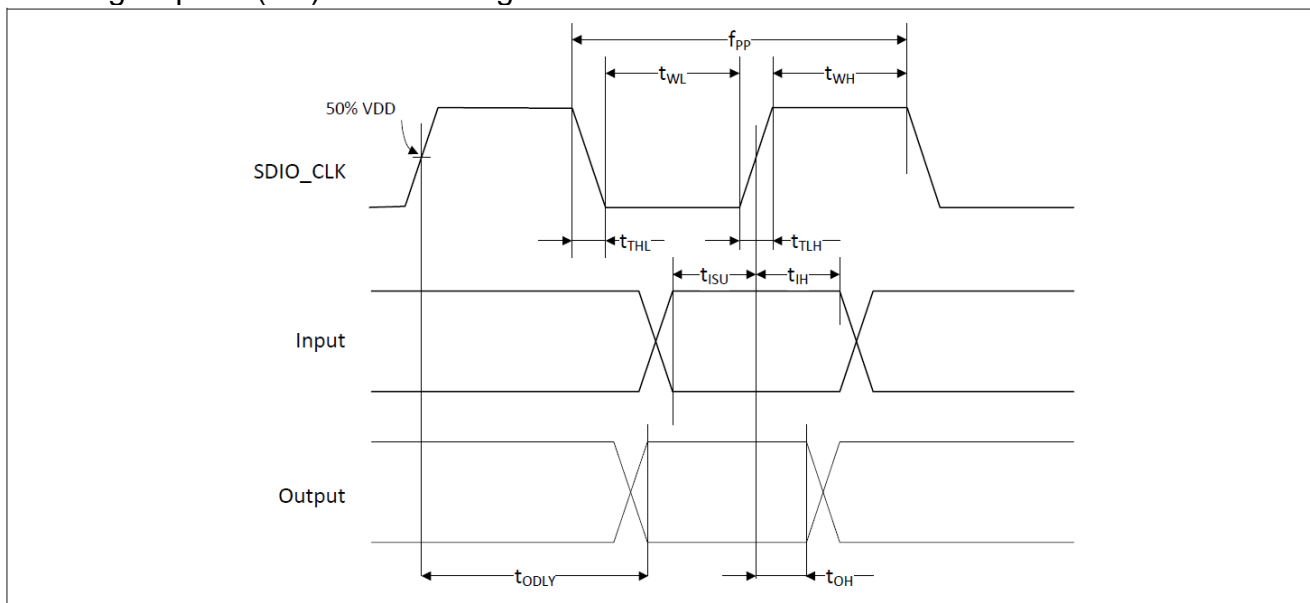 fPP
tWL
tWH
50% VDD
SDIO_CLK
tTHL
tTLH
tISU
tIH
Input
Output
tODLY
tOH